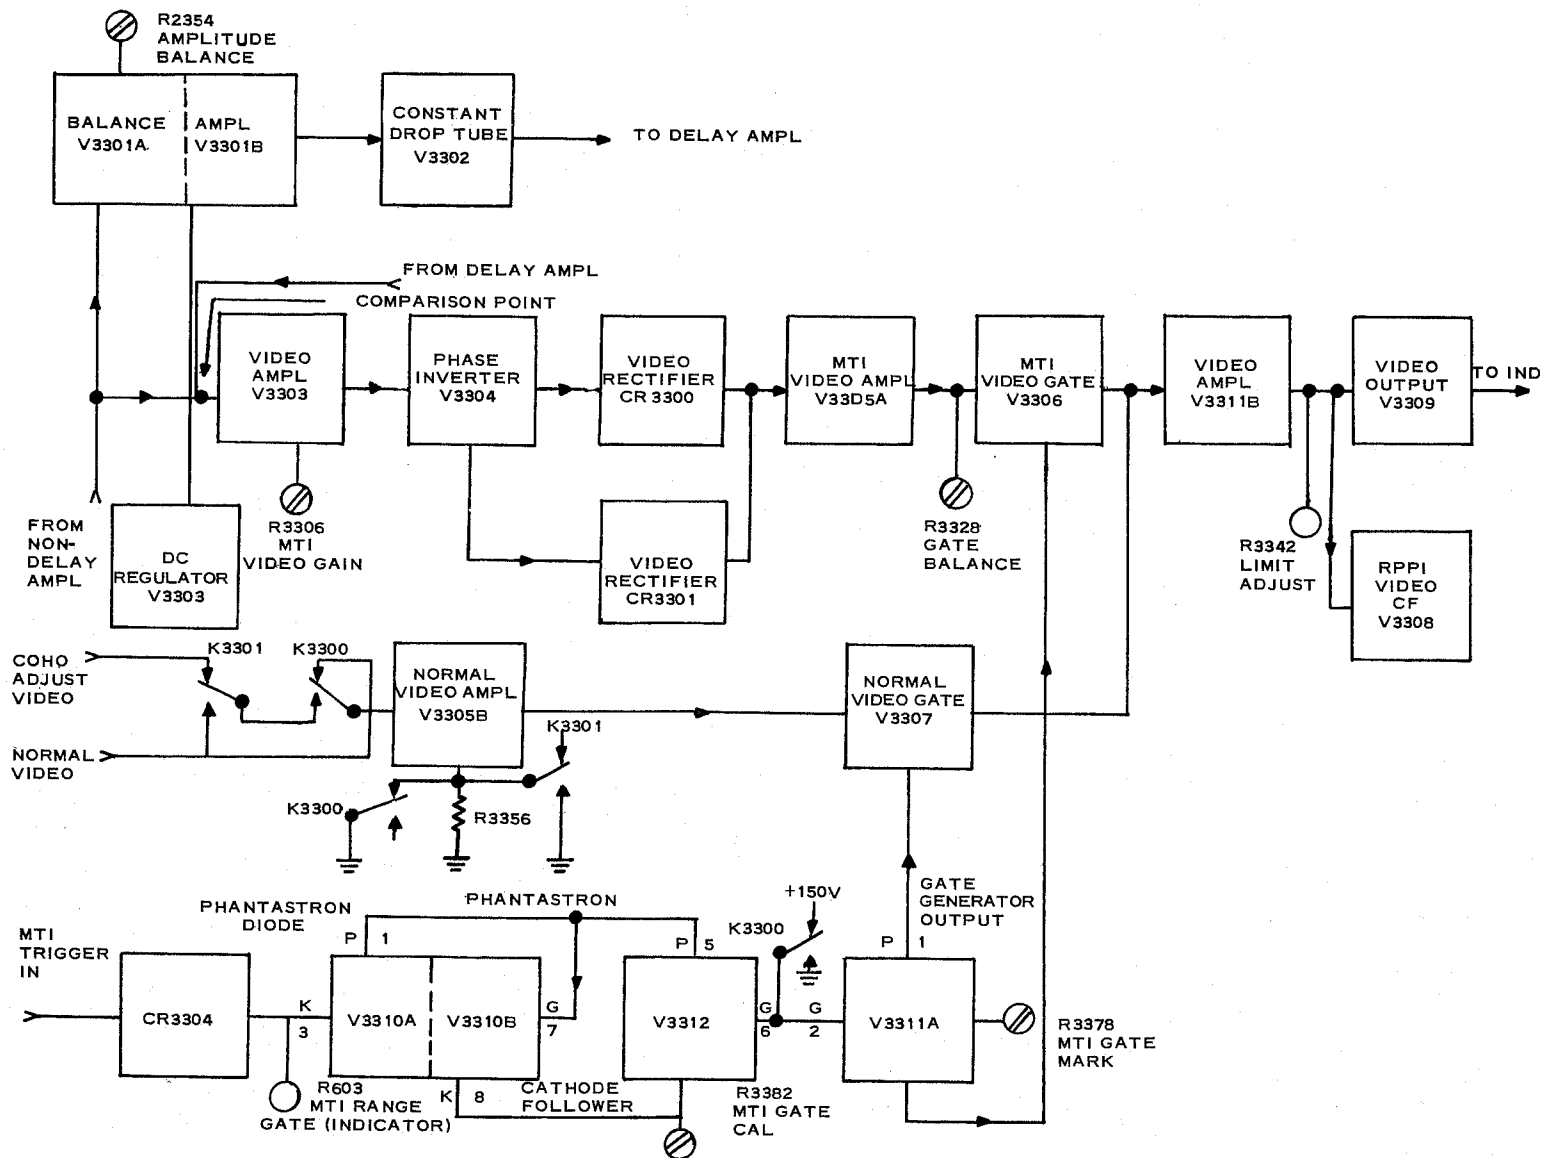 R2354
AMPLITUDE
BALANCE
BALANCE
V3301A
AMPL
V3301B
CONSTANT
DROP TUBE
V3302
TO DELAY AMPL
FROM DELAY AMPL
COMPARISON POINT
VIDEO
AMPL
V3303
PHASE
INVERTER
V3304
VIDEO
RECTIFIER
CR3300
MTI
VIDEO AMPL
V33D5A
MTI
VIDEO GATE
V3306
VIDEO
AMPL
V3311B
VIDEO
OUTPUT
V3309
TO IND
FROM
NON-
DELAY
AMPL
DC
REGULATOR
V3303
R3306
MTI
VIDEO GAIN
VIDEO
RECTIFIER
CR3301
R3328
GATE
BALANCE
R3342
LIMIT
ADJUST
RPPI
VIDEO
CF
V3308
COHO
ADJUST
VIDEO
K3301
K3300
NORMAL
VIDEO AMPL
V3305B
NORMAL
VIDEO GATE
V3307
NORMAL
VIDEO
K3301
K3300
R3356
PHANTASTRON
DIODE
PHANTASTRON
+150V
GATE
GENERATOR
OUTPUT
MTI
TRIGGER
IN
P 1
P 5
K3300
P 1
CR3304
K
3
V3310A
V3310B
G
7
V3312
G
6
G
2
V3311A
R3378
MTI GATE
MARK
R603
MTI RANGE
GATE (INDICATOR)
K 8
CATHODE
FOLLOWER
R3382
MTI GATE
CAL